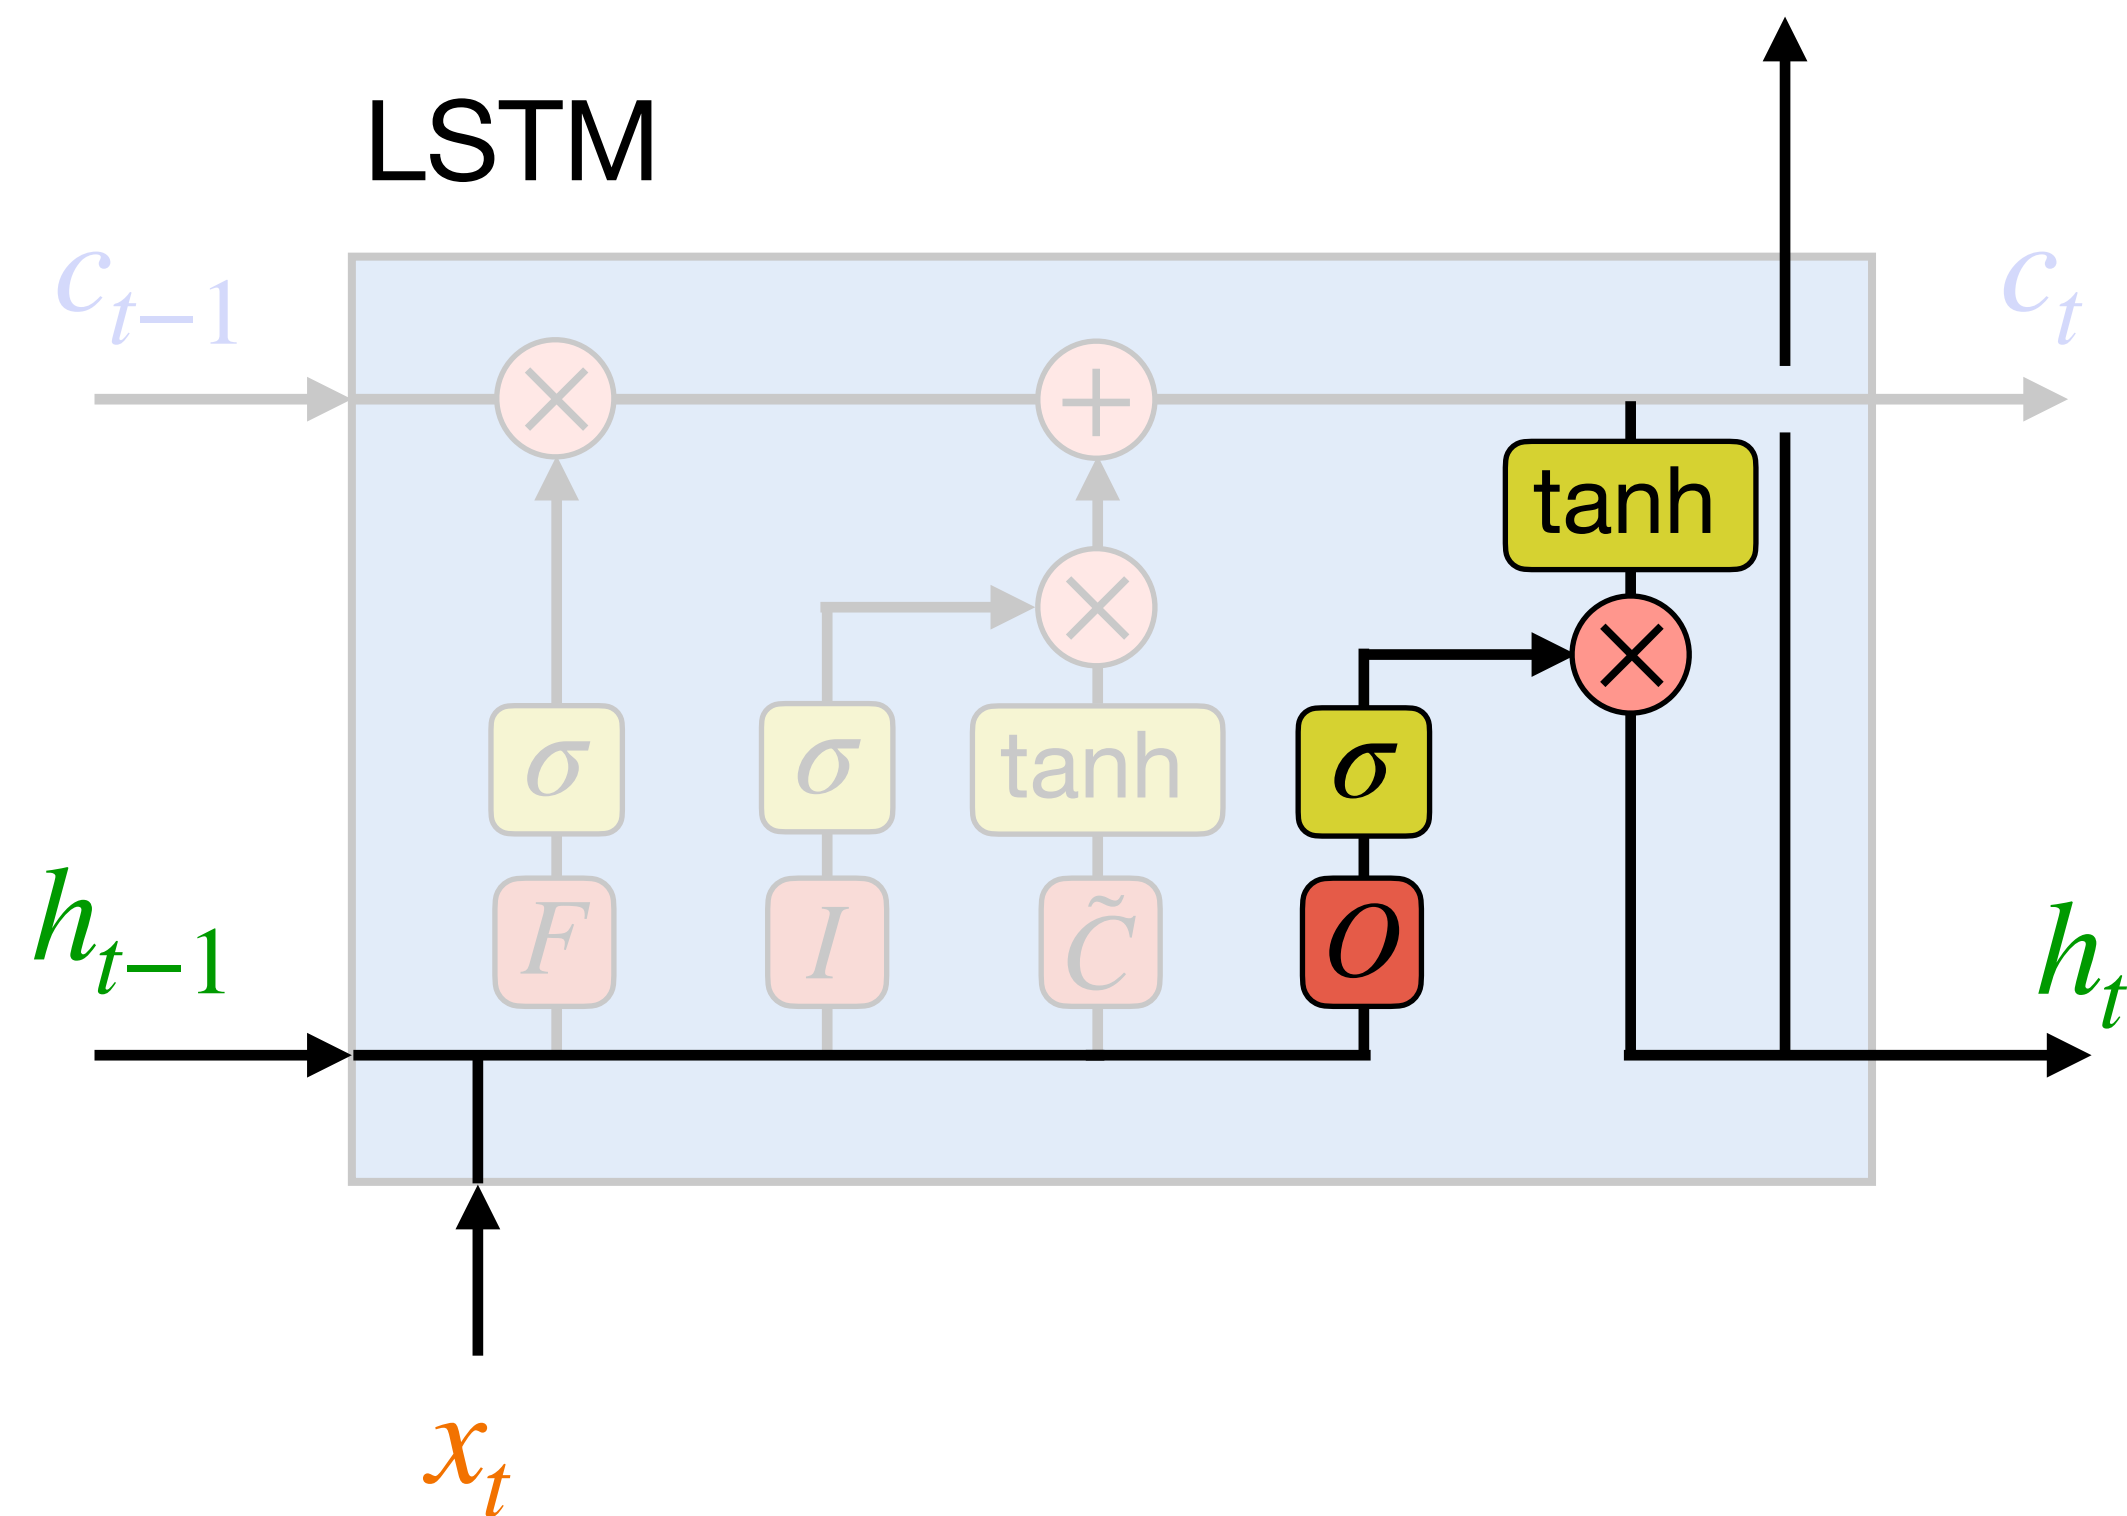 LSTM
c_{t−1} c_t
× +
tanh
× ×
σ σ tanh σ
h_{t−1} F I C̃ O h_t
x_t